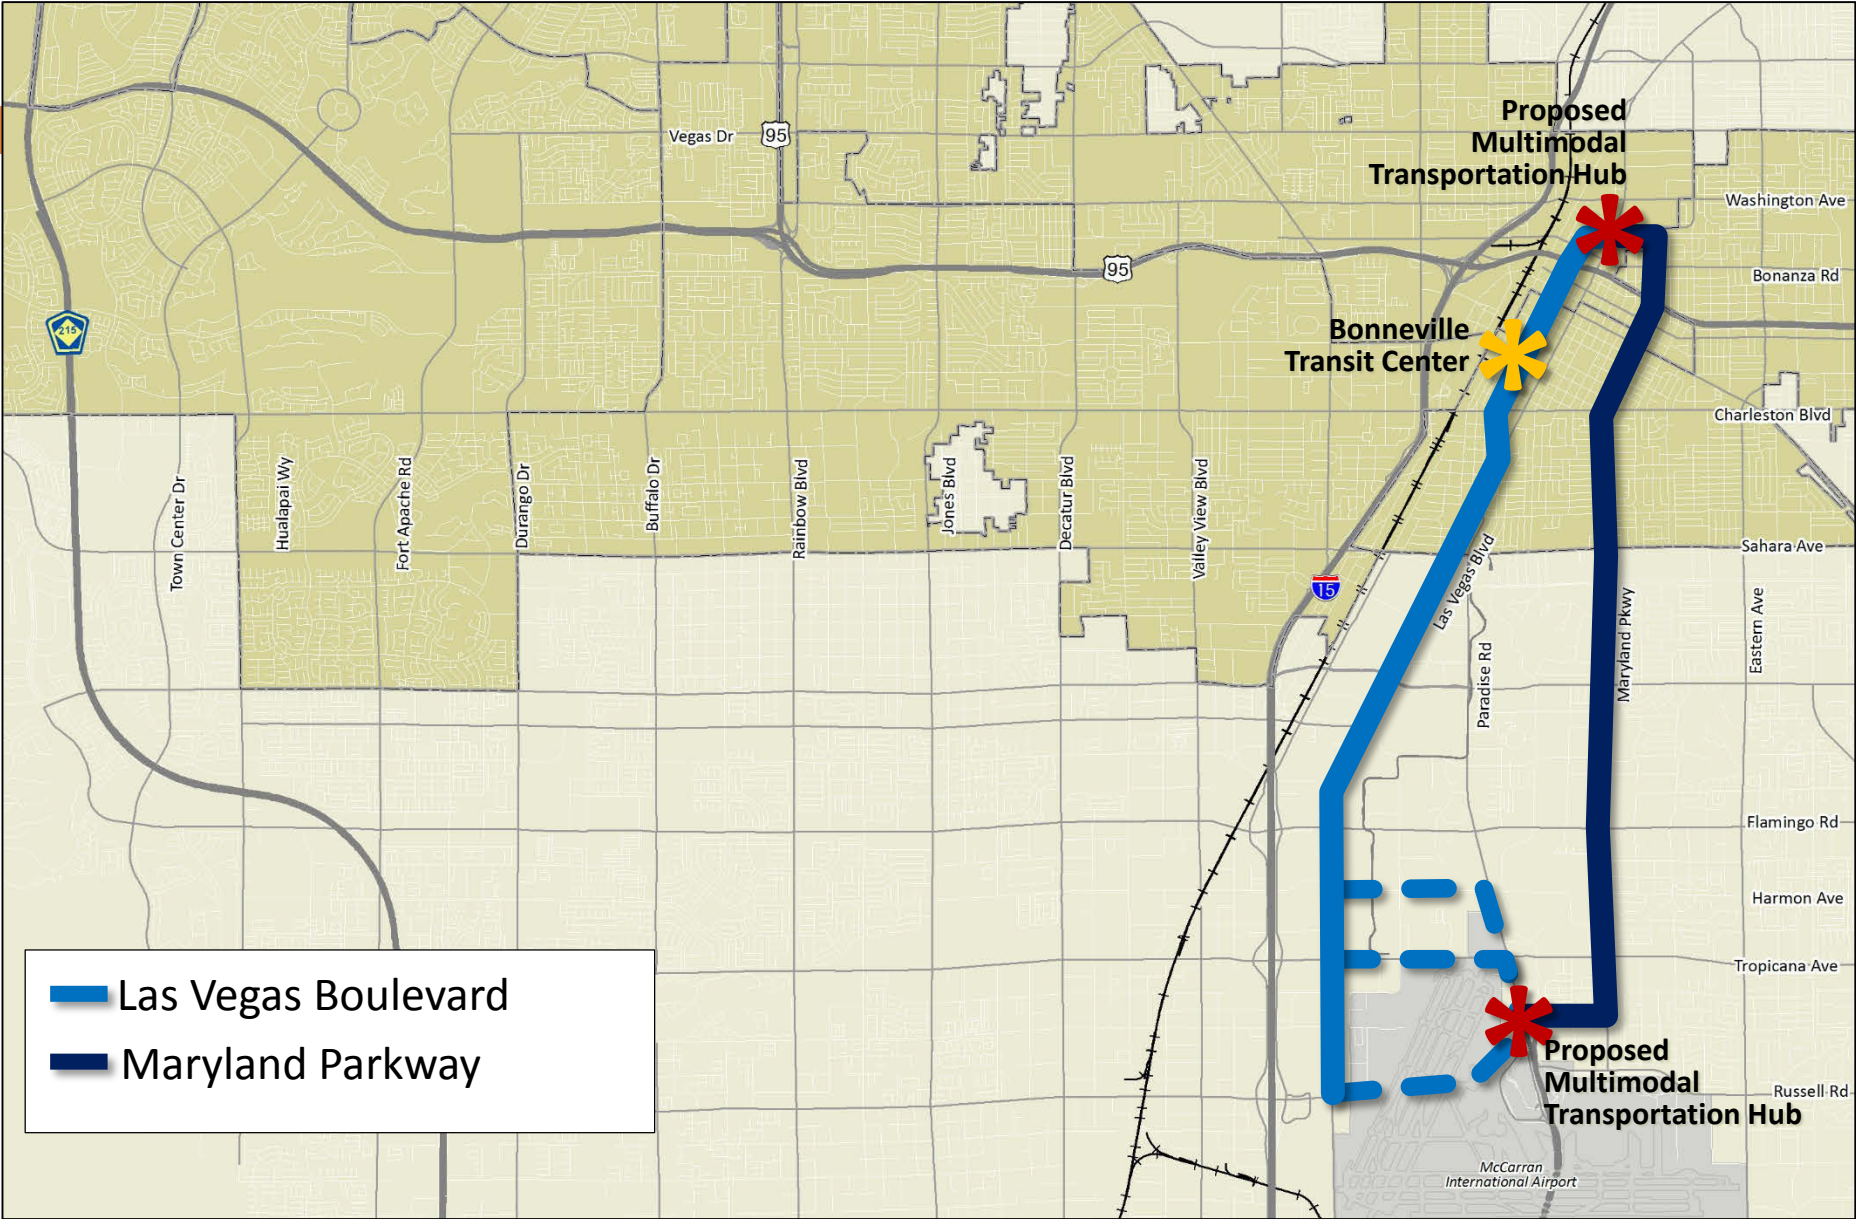 Proposed
Multimodal
Transportation Hub
Vegas Dr
95
Washington Ave
95
Bonanza Rd
215
Bonneville
Transit Center
Charleston Blvd
Town Center Dr
Hualapai Wy
Fort Apache Rd
Durango Dr
Buffalo Dr
Rainbow Blvd
Jones Blvd
Decatur Blvd
Valley View Blvd
Sahara Ave
15
Las Vegas Blvd
Paradise Rd
Maryland Pkwy
Eastern Ave
Flamingo Rd
Harmon Ave
Tropicana Ave
Proposed
Multimodal
Transportation Hub
Russell Rd
McCarran
International Airport
Las Vegas Boulevard
Maryland Parkway